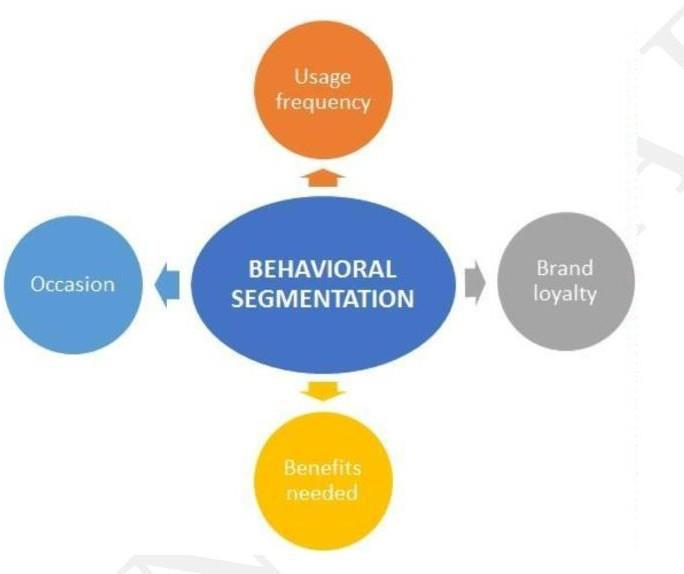 Usage
frequency
Occasion
BEHAVIORAL
SEGMENTATION
Brand
loyalty
Benefits
needed